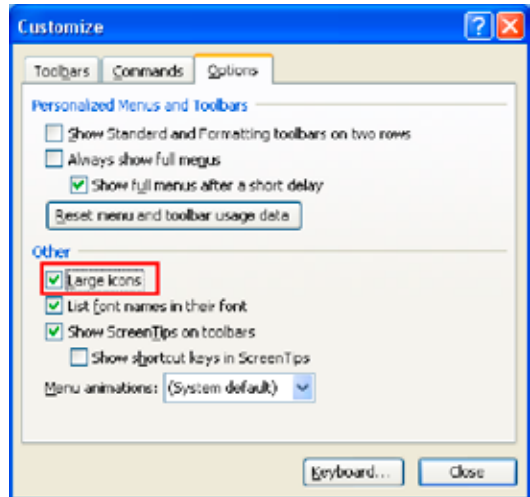 Customize
Toolbars Commands Options
Personalized Menus and Toolbars
Show Standard and Formatting toolbars on two rows
Always show full menus
Show full menus after a short delay
Reset menu and toolbar usage data
Other
Large icons
List font names in their font
Show ScreenTips on toolbars
Show shortcut keys in ScreenTips
Menu animations: (System default)
Keyboard... Close